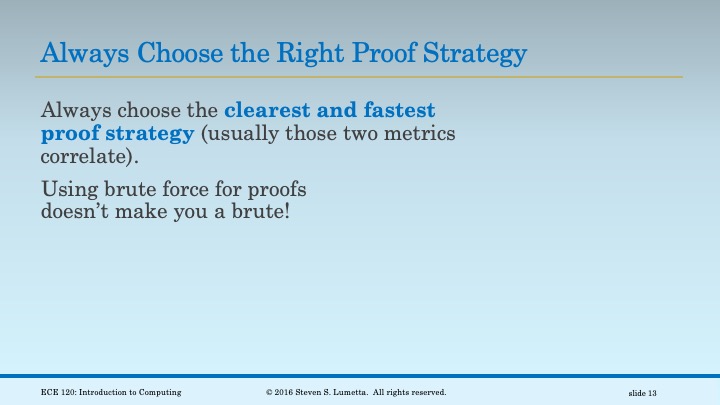 Always Choose the Right Proof Strategy
Always choose the clearest and fastest
proof strategy (usually those two metrics
correlate).
Using brute force for proofs
doesn’t make you a brute!
ECE 120: Introduction to Computing
© 2016 Steven S. Lumetta.  All rights reserved.
slide 13